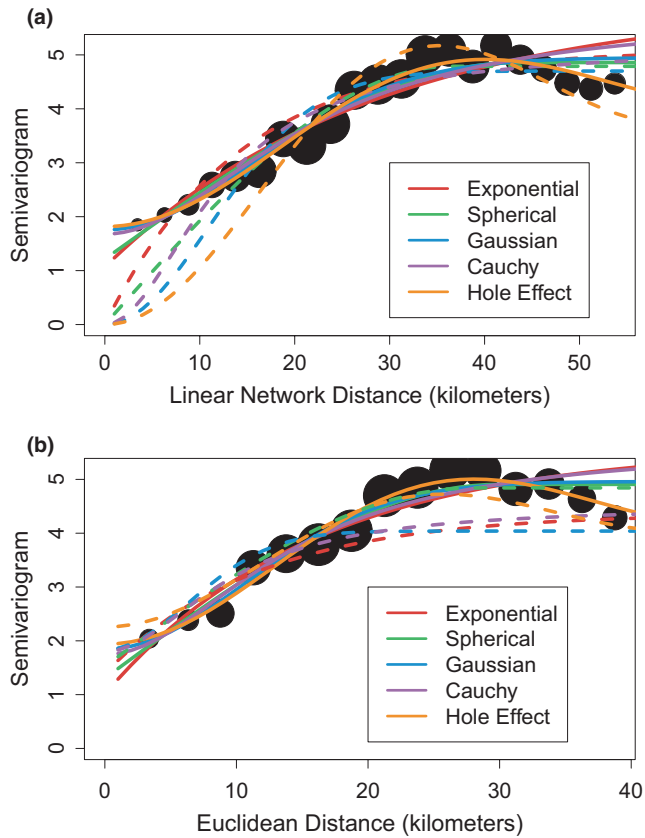 (a)
5
4
3
2
1
0
Semivariogram
Exponential
Spherical
Gaussian
Cauchy
Hole Effect
0 10 20 30 40 50
Linear Network Distance (kilometers)
(b)
5
4
3
2
1
0
Semivariogram
Exponential
Spherical
Gaussian
Cauchy
Hole Effect
0 10 20 30 40
Euclidean Distance (kilometers)